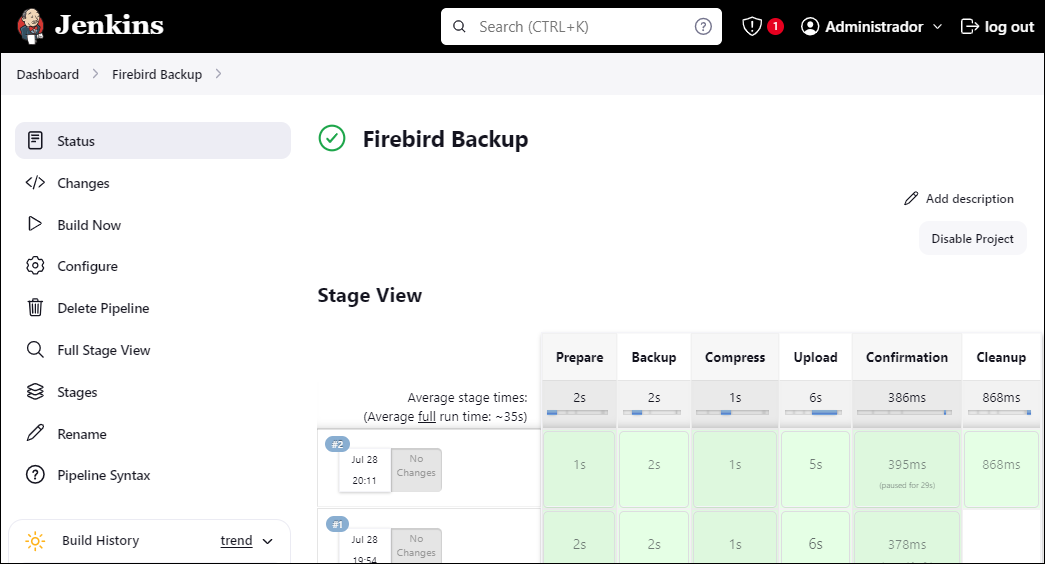 Jenkins
Search (CTRL+K)
?
1
Administrador
log out
Dashboard
Firebird Backup
Status
Changes
Build Now
Configure
Delete Pipeline
Full Stage View
Stages
Rename
Pipeline Syntax
Build History
trend
Firebird Backup
Add description
Disable Project
Stage View
Prepare Backup Compress Upload Confirmation Cleanup
Average stage times: 2s 2s 1s 6s 386ms 868ms
(Average full run time: ~35s)
#2
Jul 28
20:11
No
Changes
1s 2s 1s 5s 395ms 868ms
(paused for 29s)
#1
Jul 28
19:54
No
Changes
2s 2s 1s 6s 378ms